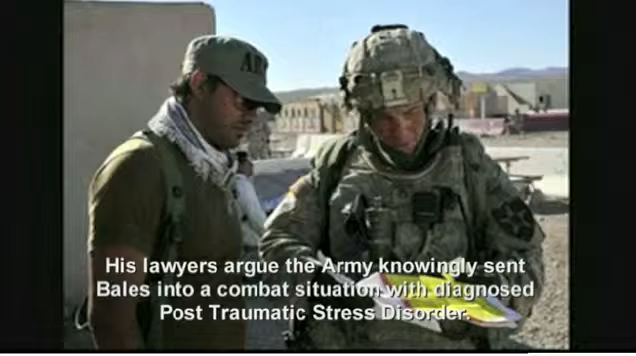 His lawyers argue the Army knowingly sent
Bales into a combat situation with diagnosed
Post Traumatic Stress Disorder.